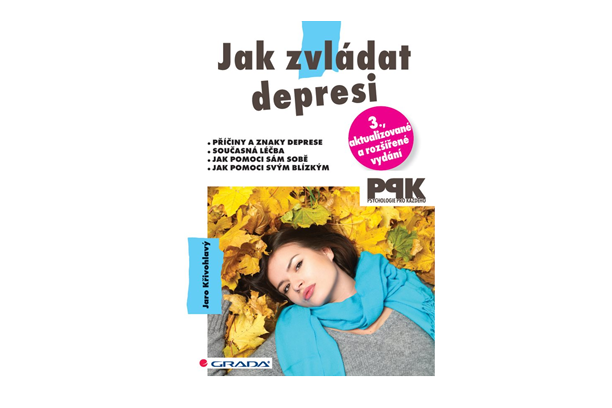 Jak zvládat
depresi
3.,
aktualizované
a rozšířené
vydání
PŘÍČINY A ZNAKY DEPRESE
SOUČASNÁ LÉČBA
JAK POMOCI SÁM SOBĚ
JAK POMOCI SVÝM BLÍZKÝM
PPK
PSYCHOLOGIE PRO KAŽDÉHO
Jaro Křivohlavý
GRADA